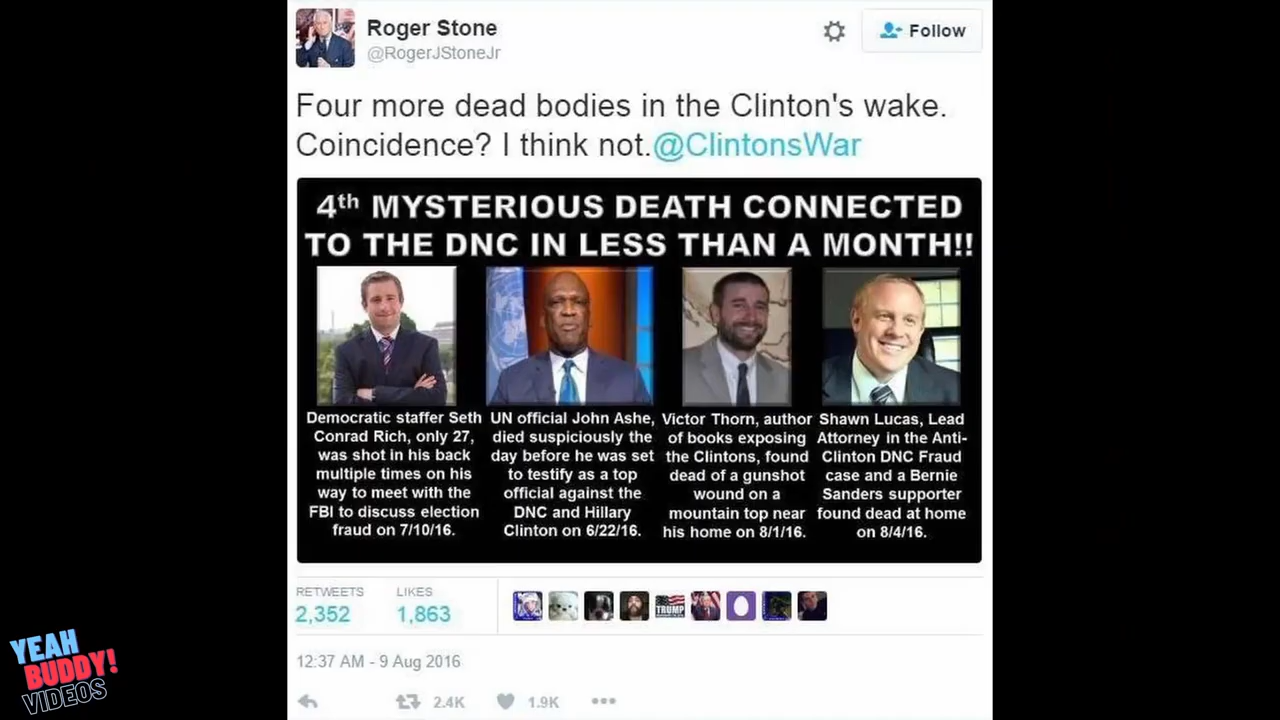 Roger Stone
@RogerJStoneJr
Follow
Four more dead bodies in the Clinton's wake.
Coincidence? I think not.@ClintonsWar
4th MYSTERIOUS DEATH CONNECTED
TO THE DNC IN LESS THAN A MONTH!!
Democratic staffer Seth
Conrad Rich, only 27,
was shot in his back
multiple times on his
way to meet with the
FBI to discuss election
fraud on 7/10/16.
UN official John Ashe,
died suspiciously the
day before he was set
to testify as a top
official against the
DNC and Hillary
Clinton on 6/22/16.
Victor Thorn, author
of books exposing
the Clintons, found
dead of a gunshot
wound on a
mountain top near
his home on 8/1/16.
Shawn Lucas, Lead
Attorney in the Anti-
Clinton DNC Fraud
case and a Bernie
Sanders supporter
found dead at home
on 8/4/16.
RETWEETS
2,352
LIKES
1,863
TRUMP
12:37 AM - 9 Aug 2016
2.4K
1.9K
YEAH
BUDDY!
VIDEOS